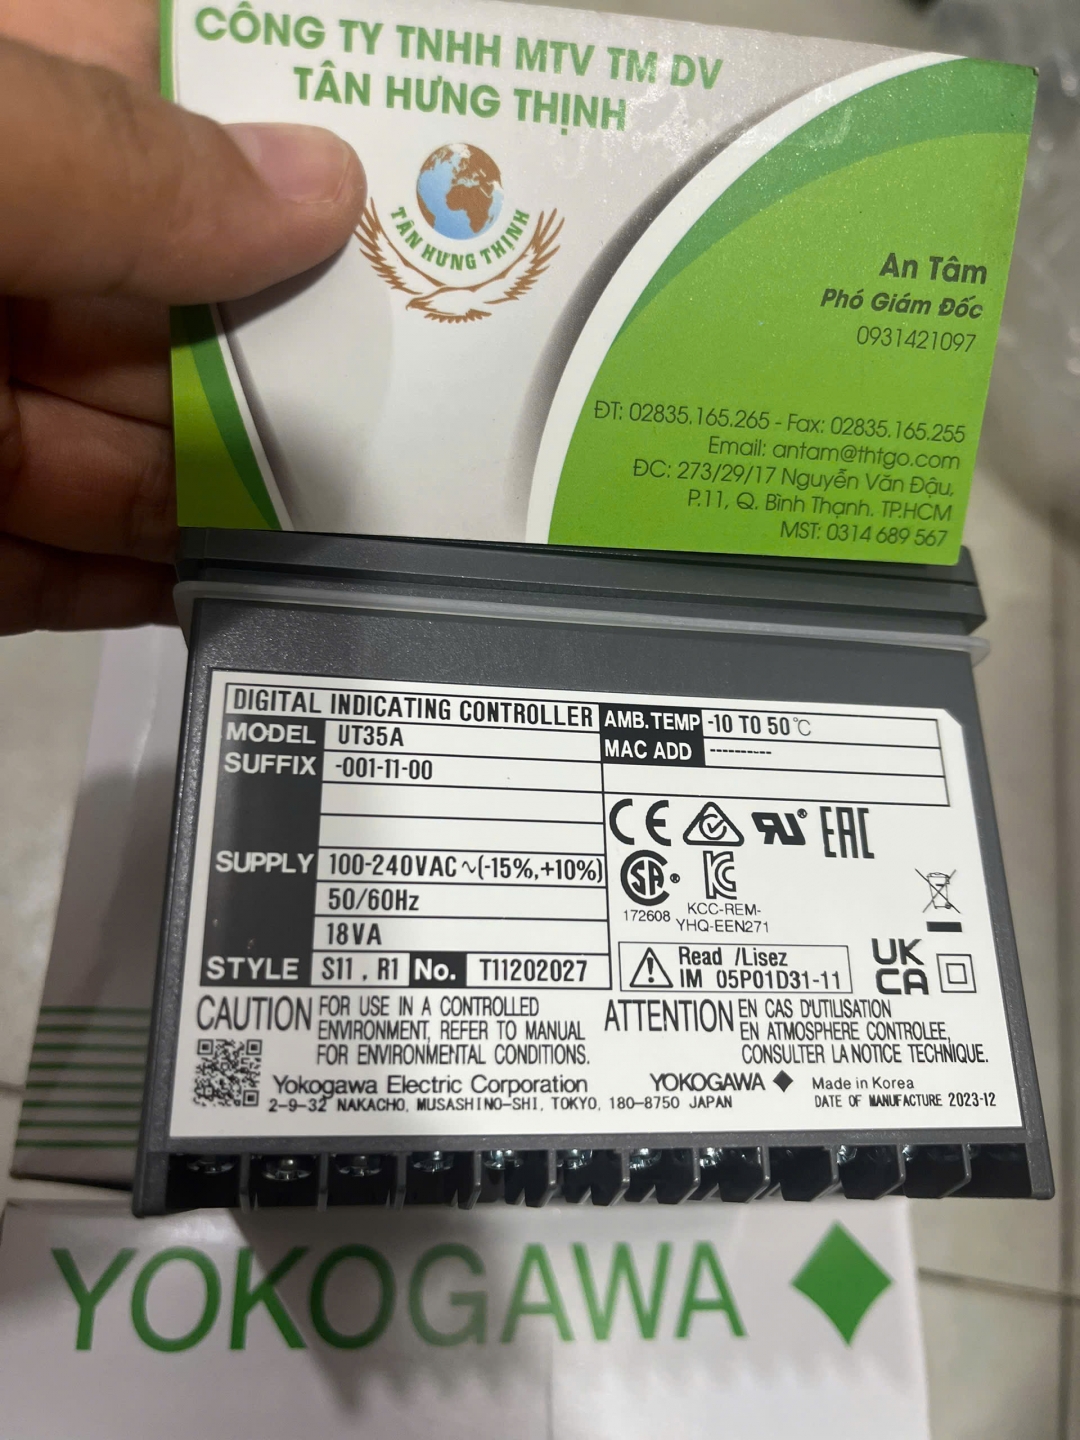 CÔNG TY TNHH MTV TM DV
TÂN HƯNG THỊNH
TÂN HƯNG THỊNH
An Tâm
Phó Giám Đốc
0931421097
ĐT: 02835.165.265 - Fax: 02835.165.255
Email: antam@thtgo.com
ĐC: 273/29/17 Nguyễn Văn Đậu,
P.11, Q. Bình Thạnh. TP.HCM
MST: 0314 689 567
DIGITAL INDICATING CONTROLLER
MODEL UT35A
SUFFIX -001-11-00
SUPPLY 100-240VAC ~(-15%,+10%)
50/60Hz
18VA
STYLE S11 , R1 No. T11202027
AMB.TEMP -10 TO 50℃
MAC ADD ----------
CE RU® EAC
SA® KC
172608
KCC-REM-
YHQ-EEN271
Read /Lisez
IM 05P01D31-11
UK
CA
CAUTION FOR USE IN A CONTROLLED
ENVIRONMENT, REFER TO MANUAL
FOR ENVIRONMENTAL CONDITIONS.
ATTENTION EN CAS D'UTILISATION
EN ATMOSPHERE CONTROLEE,
CONSULTER LA NOTICE TECHNIQUE.
Yokogawa Electric Corporation
2-9-32 NAKACHO, MUSASHINO-SHI, TOKYO, 180-8750 JAPAN
YOKOGAWA ◆ Made in Korea
DATE OF MANUFACTURE 2023-12
YOKOGAWA ◆